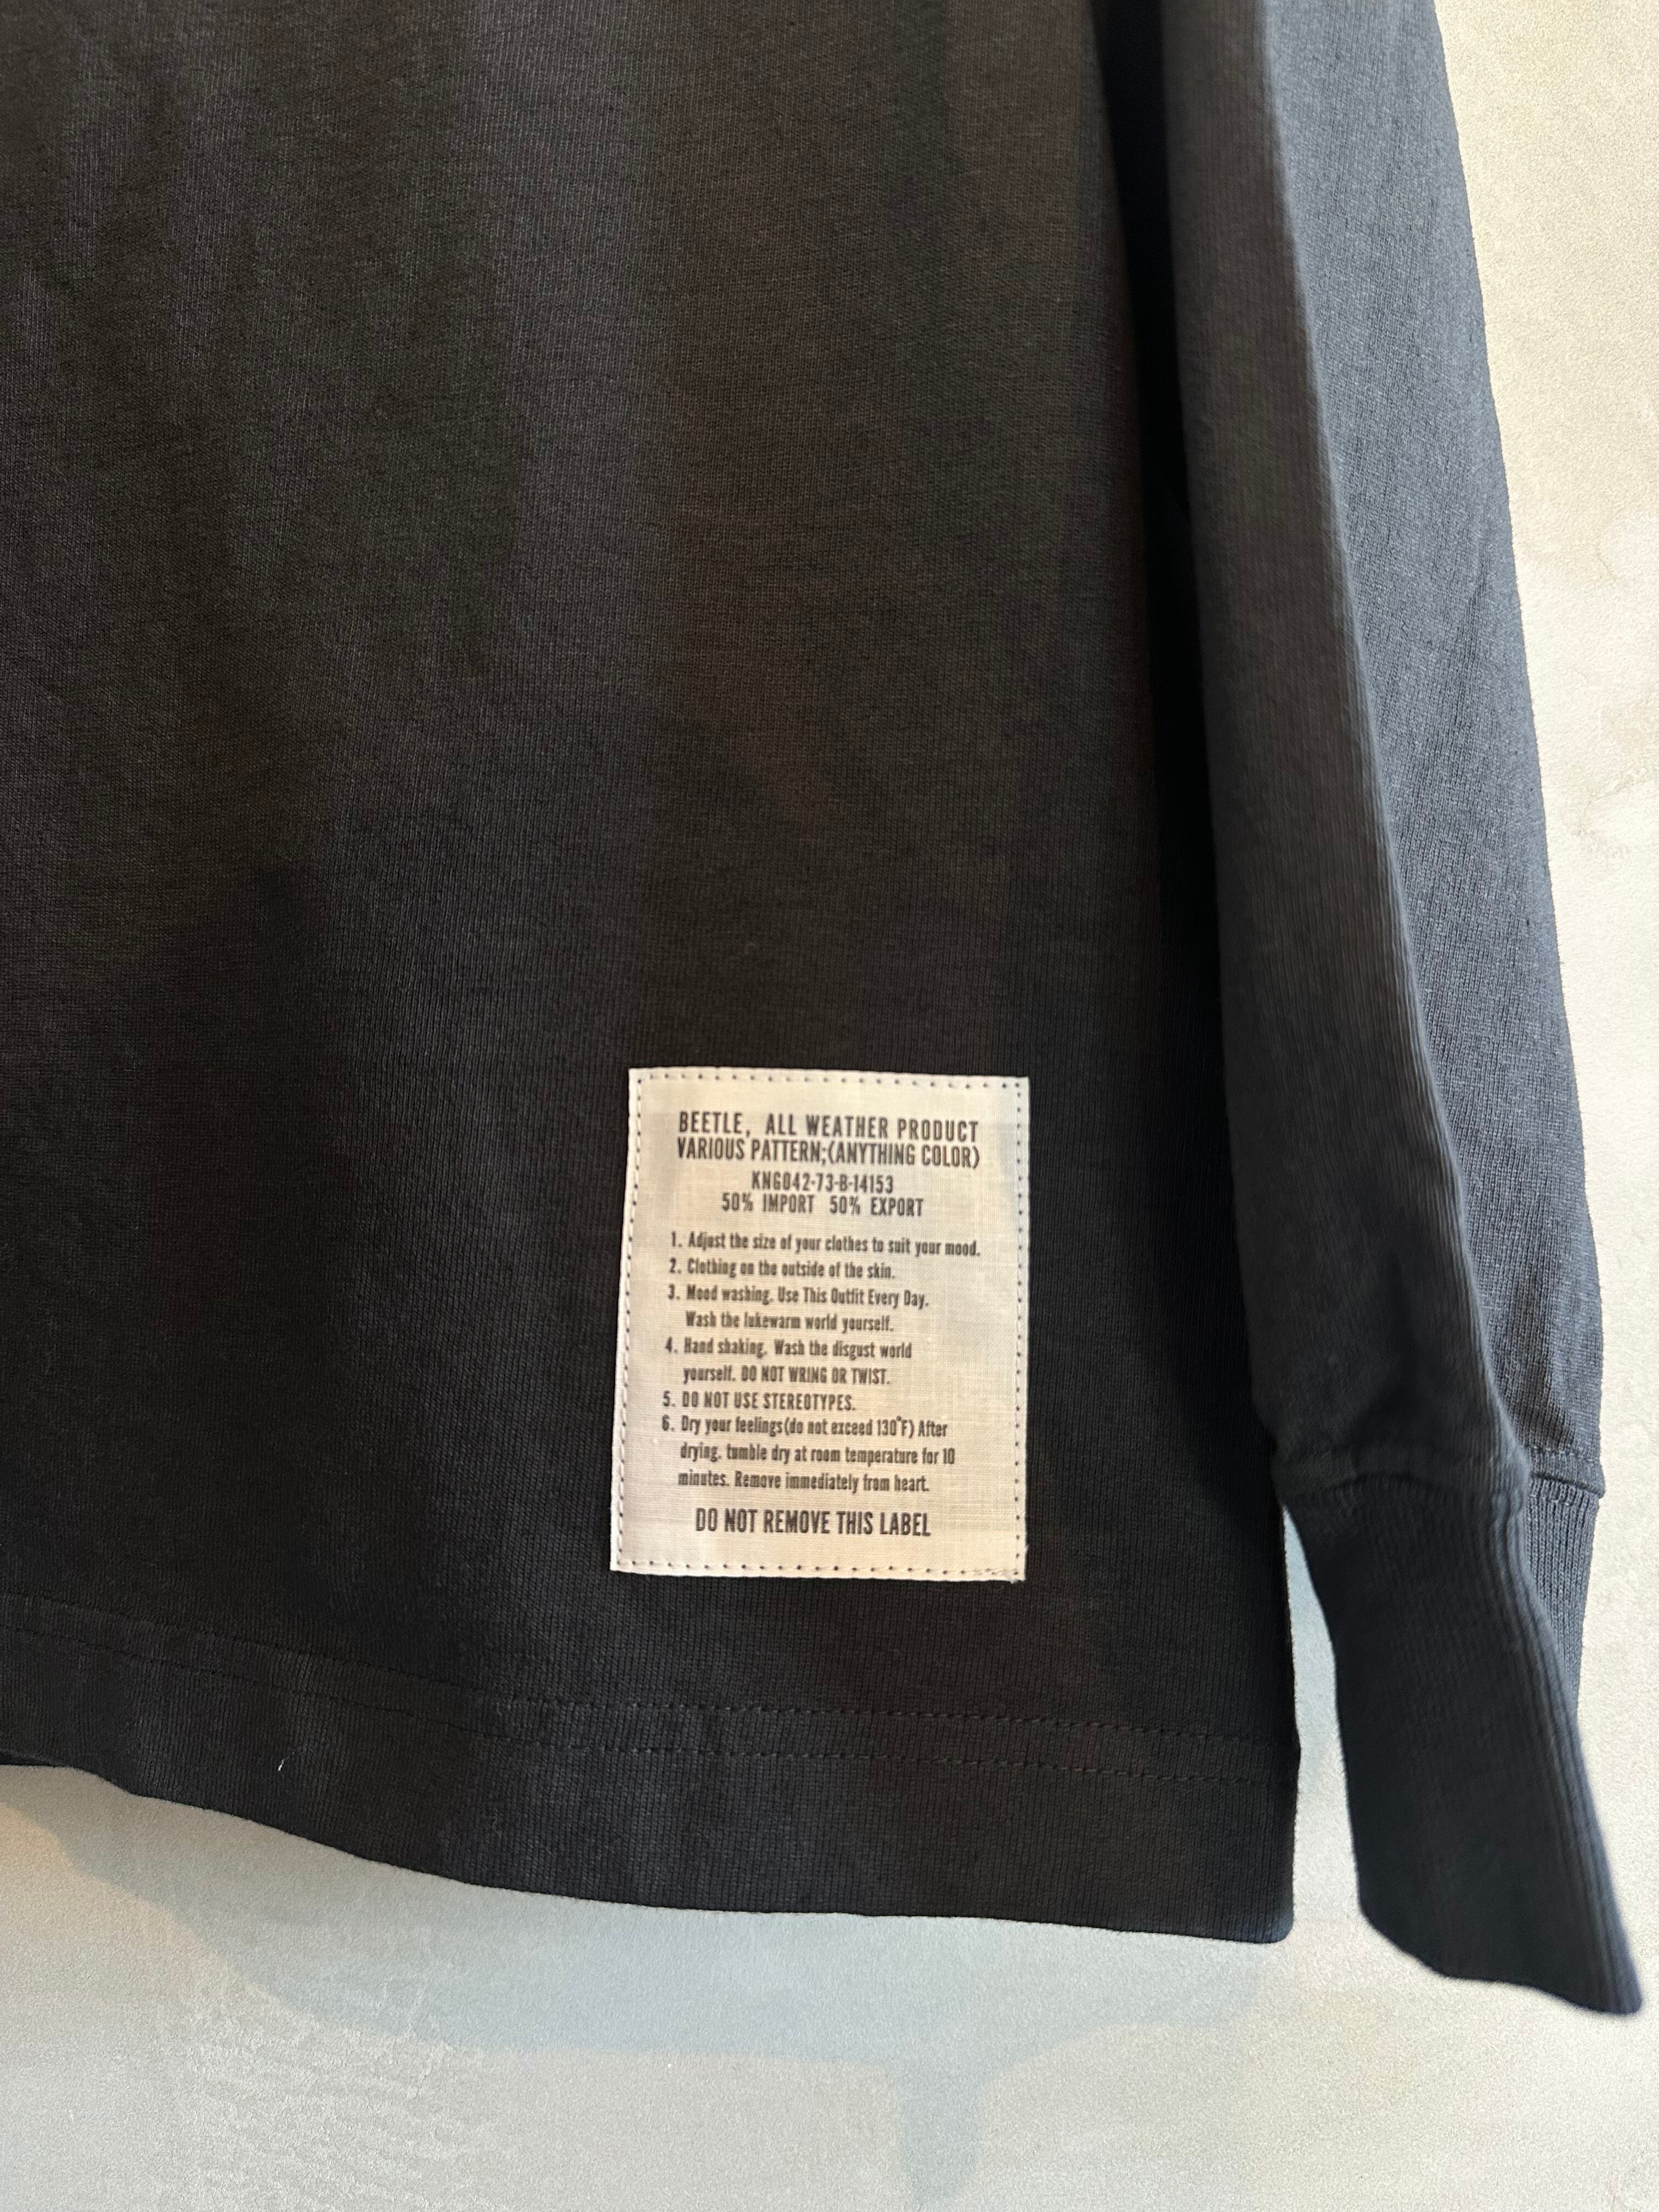 BEETLE, ALL WEATHER PRODUCT
VARIOUS PATTERN;(ANYTHING COLOR)
KNG042-73-B-14153
50% IMPORT 50% EXPORT
1. Adjust the size of your clothes to suit your mood.
2. Clothing on the outside of the skin.
3. Mood washing. Use This Outfit Every Day.
Wash the lukewarm world yourself.
4. Hand shaking. Wash the disgust world
yourself. DO NOT WRING OR TWIST.
5. DO NOT USE STEREOTYPES.
6. Dry your feelings(do not exceed 130°F) After
drying. tumble dry at room temperature for 10
minutes. Remove immediately from heart.
DO NOT REMOVE THIS LABEL